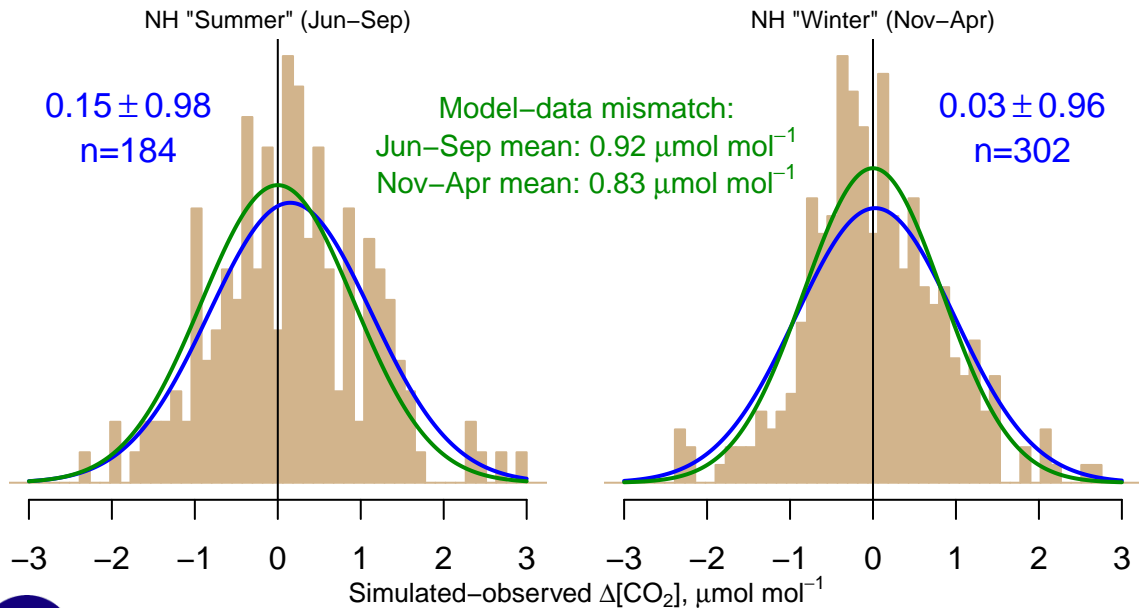 NH "Summer" (Jun−Sep)
NH "Winter" (Nov−Apr)
0.15 ± 0.98
n=184
Model−data mismatch:
Jun−Sep mean: 0.92 μmol mol⁻¹
Nov−Apr mean: 0.83 μmol mol⁻¹
0.03 ± 0.96
n=302
−3 −2 −1 0 1 2 3
−3 −2 −1 0 1 2 3
Simulated−observed Δ[CO₂], μmol mol⁻¹